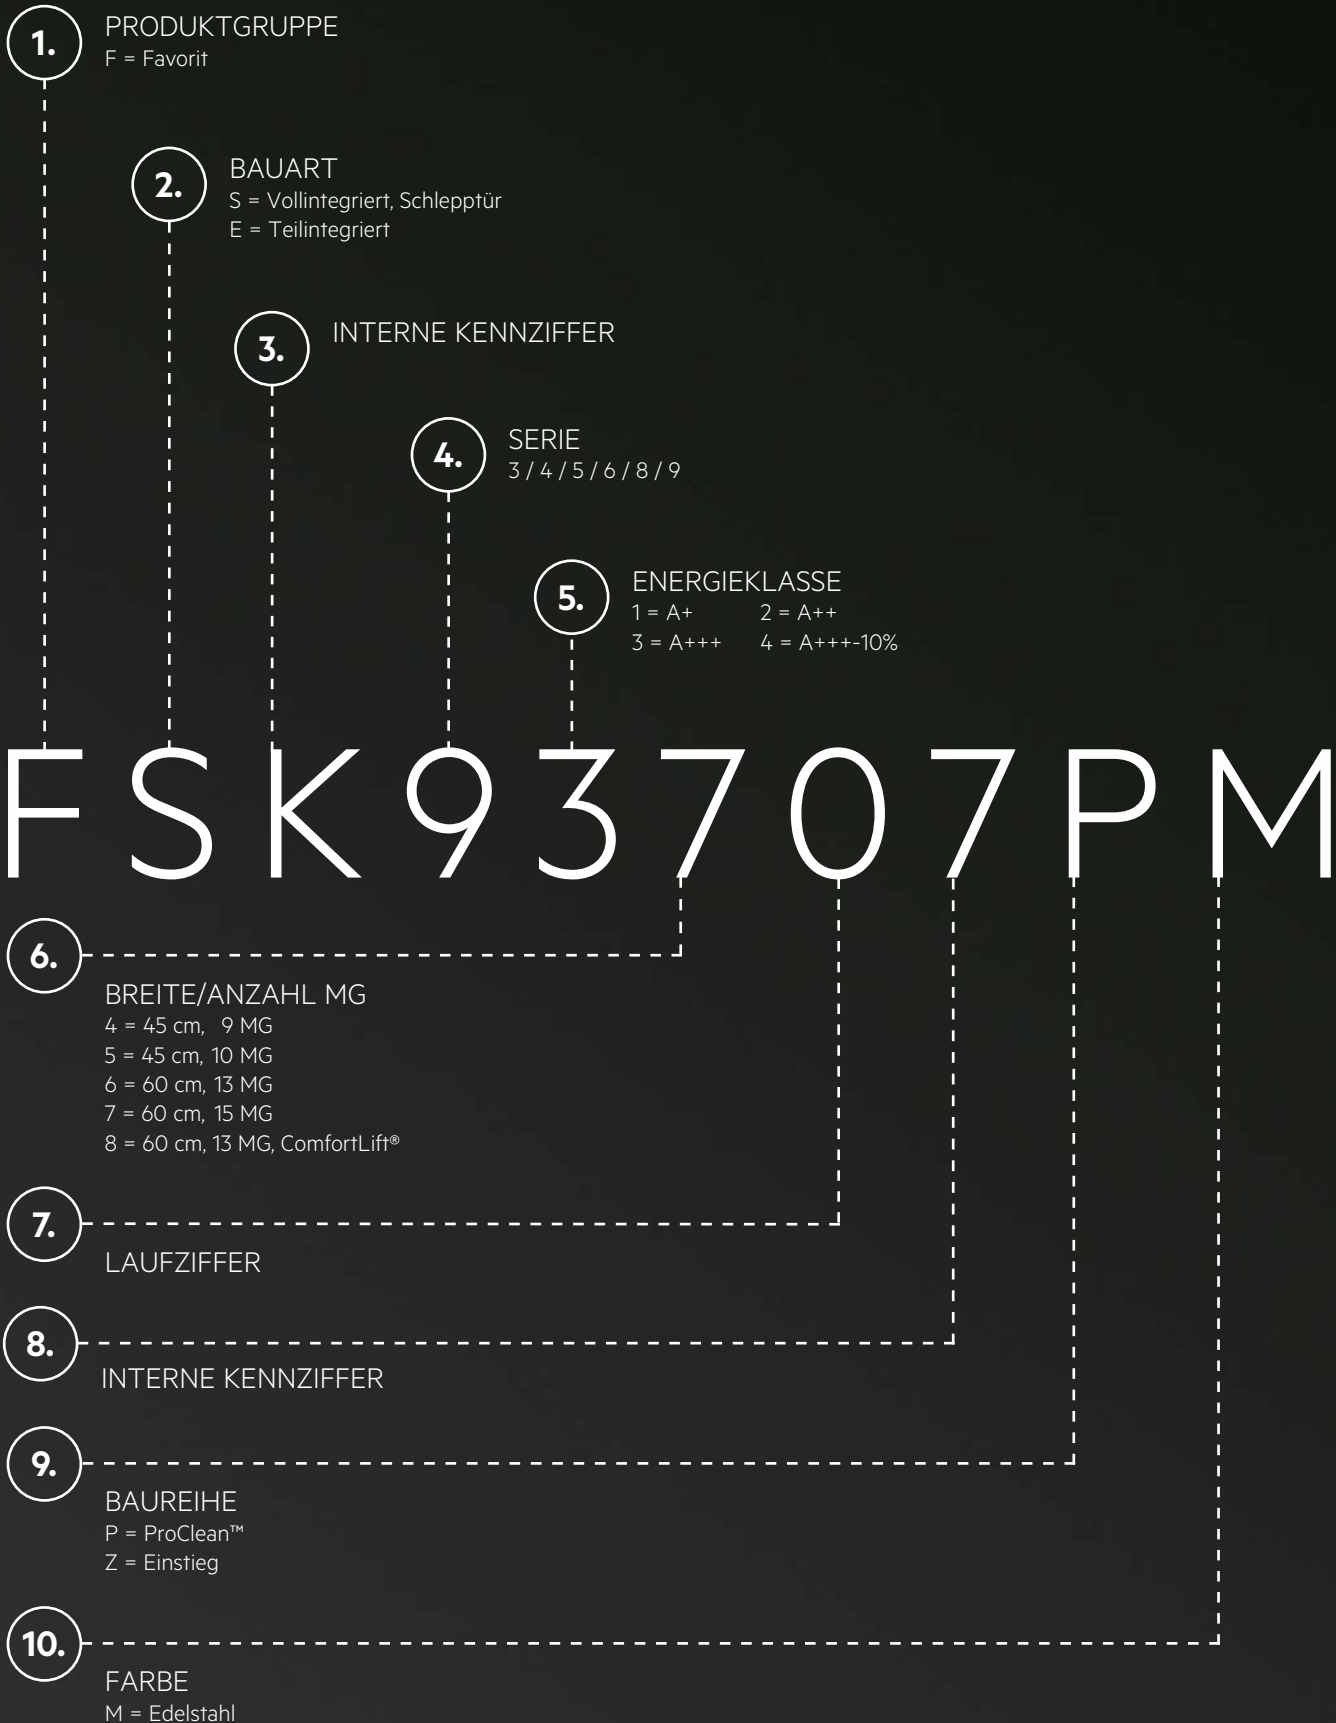 1.
PRODUKTGRUPPE
F = Favorit
2.
BAUART
S = Vollintegriert, Schlepptür
E = Teilintegriert
3.
INTERNE KENNZIFFER
4.
SERIE
3 / 4 / 5 / 6 / 8 / 9
5.
ENERGIEKLASSE
1 = A+ 2 = A++
3 = A+++ 4 = A+++-10%
FSK93707PM
6.
BREITE/ANZAHL MG
4 = 45 cm, 9 MG
5 = 45 cm, 10 MG
6 = 60 cm, 13 MG
7 = 60 cm, 15 MG
8 = 60 cm, 13 MG, ComfortLift®
7.
LAUFZIFFER
8.
INTERNE KENNZIFFER
9.
BAUREIHE
P = ProClean™
Z = Einstieg
10.
FARBE
M = Edelstahl